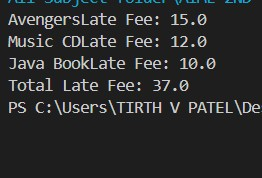 AvengersLate Fee: 15.0
Music CDLate Fee: 12.0
Java BookLate Fee: 10.0
Total Late Fee: 37.0
PS C:\Users\TIRTH V PATEL\De